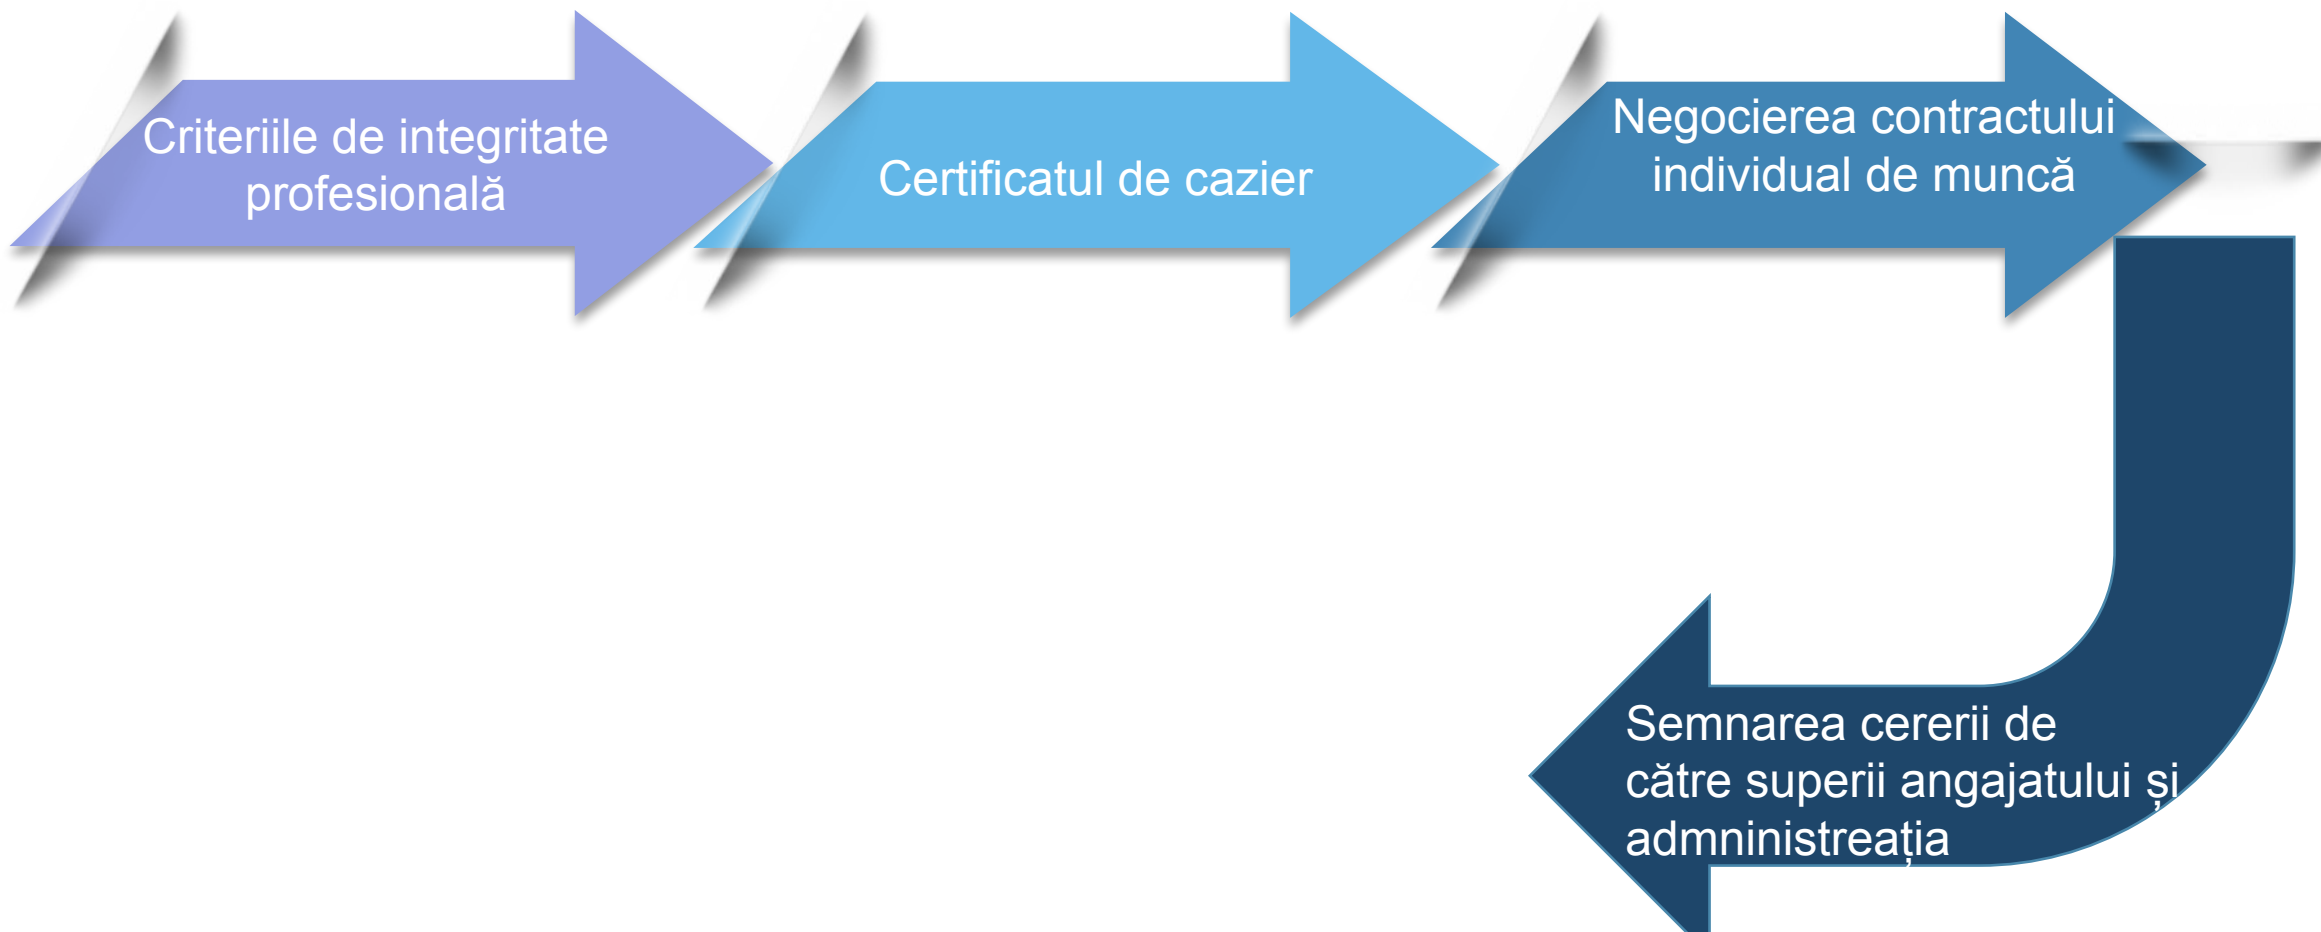 Criteriile de integritate
profesională
Certificatul de cazier
Negocierea contractului
individual de muncă
Semnarea cererii de
către superii angajatului și
admninistreația